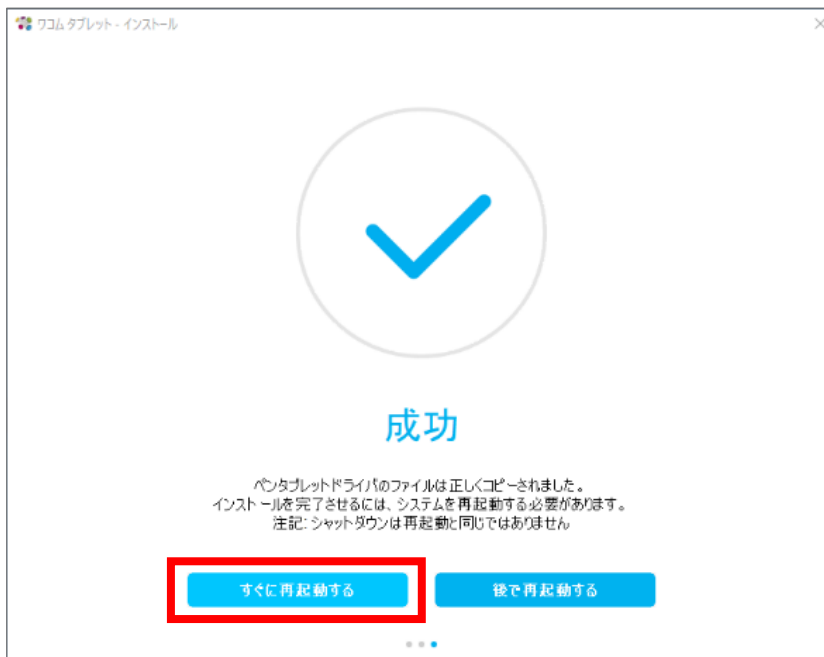 ワコム タブレット - インストール
成功
ペンタブレットドライバのファイルは正しくコピーされました。
インストールを完了させるには、システムを再起動する必要があります。
注記: シャットダウンは再起動と同じではありません
すぐに再起動する
後で再起動する